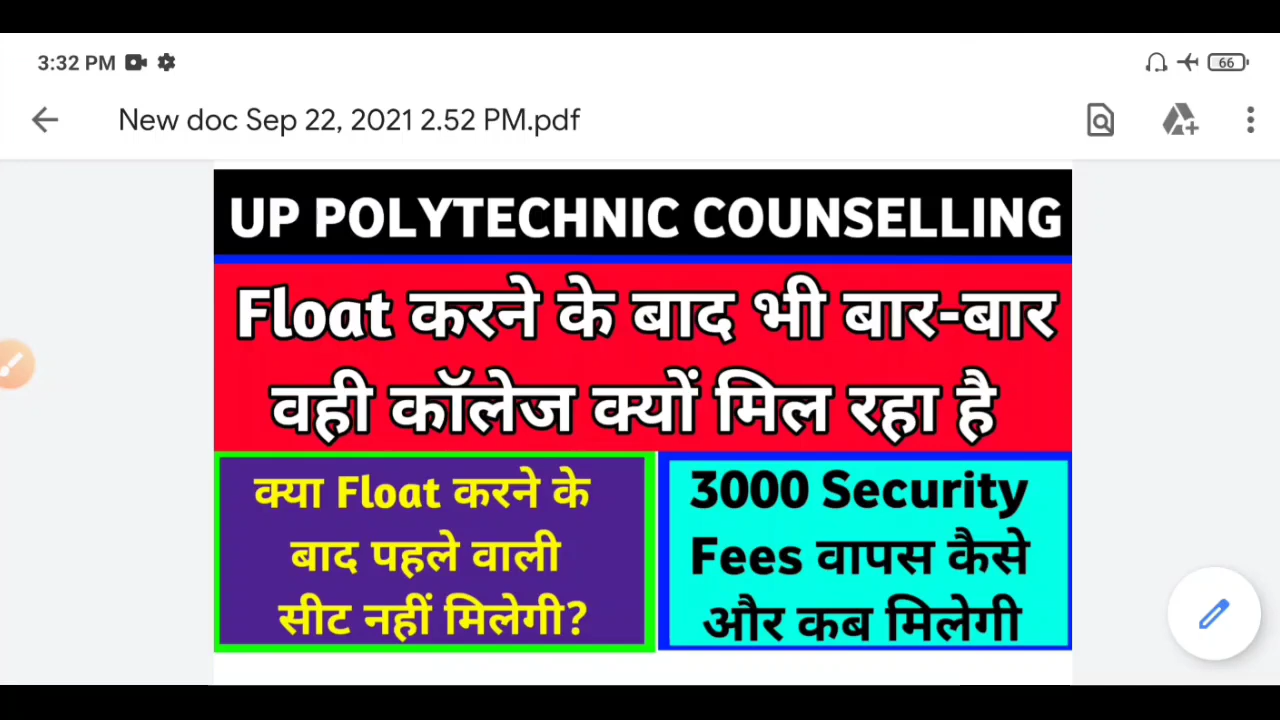 3:32 PM
66
New doc Sep 22, 2021 2.52 PM.pdf
UP POLYTECHNIC COUNSELLING
Float करने के बाद भी बार-बार
वही कॉलेज क्यों मिल रहा है
क्या Float करने के
बाद पहले वाली
सीट नहीं मिलेगी?
3000 Security
Fees वापस कैसे
और कब मिलेगी